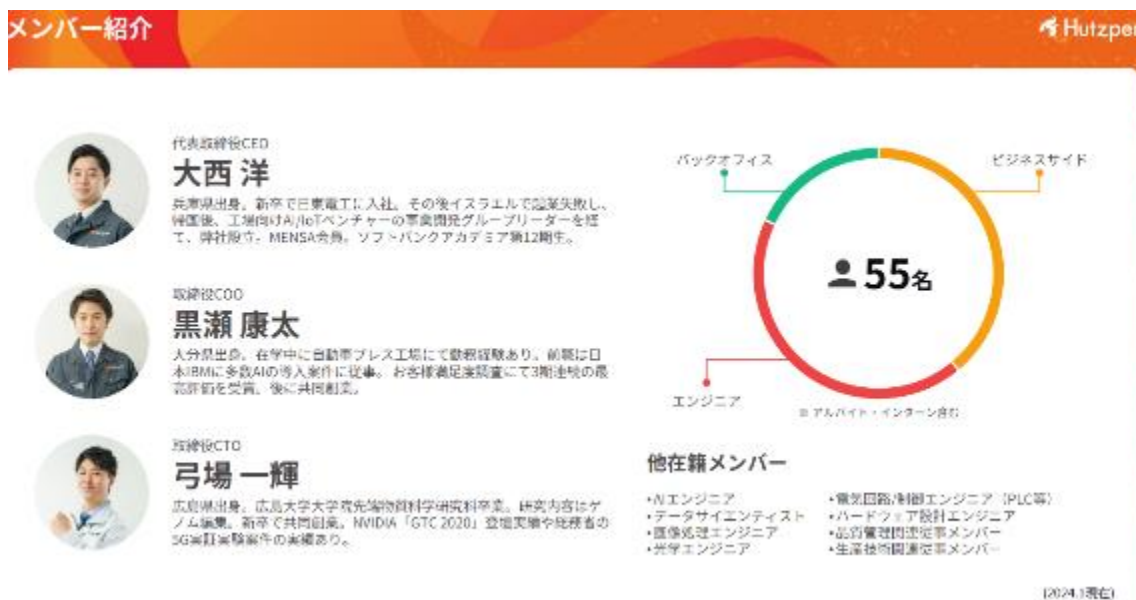 メンバー紹介
Hutzper
代表取締役CEO
大西 洋
兵庫県出身。新卒で日東電工に入社。その後イスラエルで起業失敗し、
帰国後、工場向けAI/IoTベンチャーの事業開発グループリーダーを経
て、弊社設立。MENSA会員。ソフトバンクアカデミア第12期生。
取締役COO
黒瀬 康太
大分県出身。在学中に自動車プレス工場にて勤務経験あり。前職は日
本IBMに多数AIの導入案件に従事。 お客様満足度調査にて3期連続の最
高評価を受賞、後に共同創業。
取締役CTO
弓場 一輝
広島県出身。広島大学大学院先端物質科学研究科卒業。研究内容はゲ
ノム編集。新卒で共同創業。NVIDIA「GTC 2020」登壇実績や総務省の
5G実証実験案件の実績あり。
バックオフィス
ビジネスサイド
55名
エンジニア
※ アルバイト・インターン含む
他在籍メンバー
・AIエンジニア
・データサイエンティスト
・画像処理エンジニア
・光学エンジニア
・電気回路/制御エンジニア（PLC等）
・ハードウェア設計エンジニア
・品質管理関連従事メンバー
・生産技術関連従事メンバー
(2024.1現在)